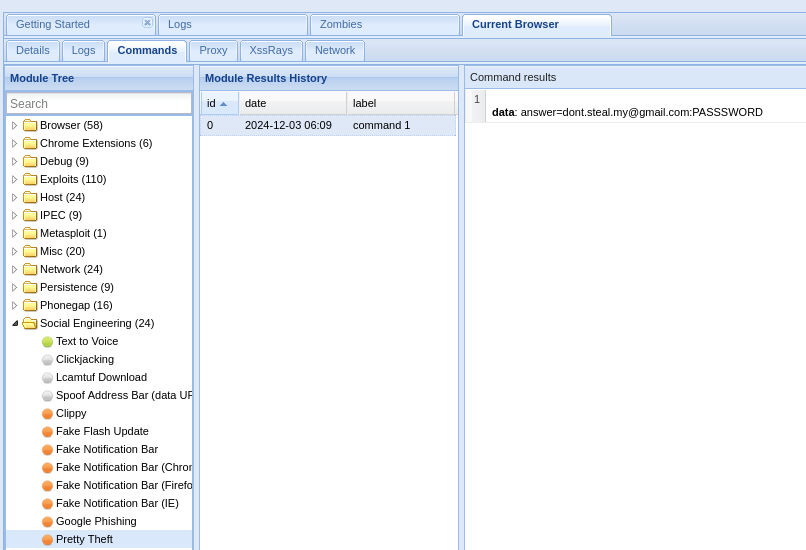 Getting Started
Logs
Zombies
Current Browser
Details
Logs
Commands
Proxy
XssRays
Network
Module Tree
Search
Browser (58)
Chrome Extensions (6)
Debug (9)
Exploits (110)
Host (24)
IPEC (9)
Metasploit (1)
Misc (20)
Network (24)
Persistence (9)
Phonegap (16)
Social Engineering (24)
Text to Voice
Clickjacking
Lcamtuf Download
Spoof Address Bar (data UR
Clippy
Fake Flash Update
Fake Notification Bar
Fake Notification Bar (Chror
Fake Notification Bar (Firefo
Fake Notification Bar (IE)
Google Phishing
Pretty Theft
Module Results History
id date label
0 2024-12-03 06:09 command 1
Command results
1
data: answer=dont.steal.my@gmail.com:PASSSWORD